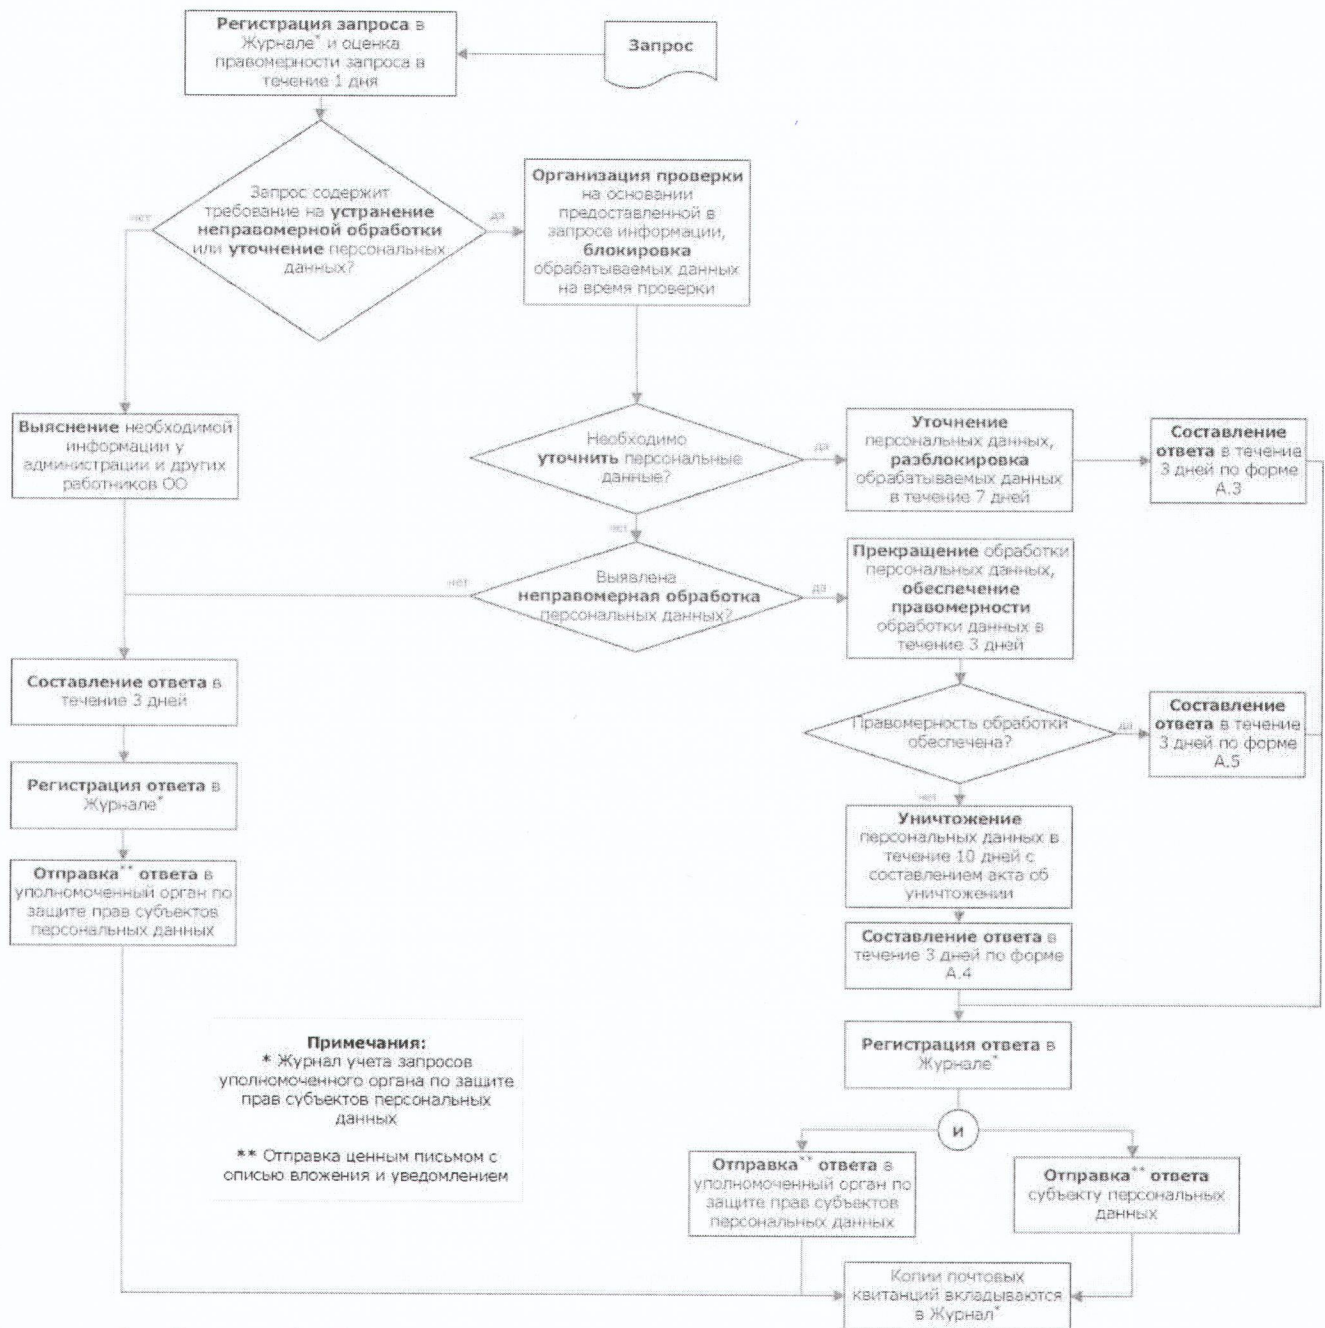 Регистрация запроса в
Журнале* и оценка
правомерности запроса в
течение 1 дня
Запрос
Запрос содержит
требование на устранение
неправомерной обработки
или уточнение персональных
данных?
нет
да
Организация проверки
на основании
предоставленной в
запросе информации,
блокировка
обрабатываемых данных
на время проверки
Выяснение необходимой
информации у
администрации и других
работников ОО
Необходимо
уточнить персональные
данные?
да
Уточнение
персональных данных,
разблокировка
обрабатываемых данных
в течение 7 дней
Составление
ответа в течение
3 дней по форме
А.3
нет
Выявлена
неправомерная обработка
персональных данных?
нет
да
Прекращение обработки
персональных данных,
обеспечение
правомерности
обработки данных в
течение 3 дней
Составление ответа в
течение 3 дней
Правомерность обработки
обеспечена?
да
Составление
ответа в течение
3 дней по форме
А.5
Регистрация ответа в
Журнале*
нет
Уничтожение
персональных данных в
течение 10 дней с
составлением акта об
уничтожении
Отправка** ответа в
уполномоченный орган по
защите прав субъектов
персональных данных
Составление ответа в
течение 3 дней по форме
А.4
Примечания:
* Журнал учета запросов
уполномоченного органа по защите
прав субъектов персональных
данных
** Отправка ценным письмом с
описью вложения и уведомлением
Регистрация ответа в
Журнале*
и
Отправка** ответа в
уполномоченный орган по
защите прав субъектов
персональных данных
Отправка** ответа
субъекту персональных
данных
Копии почтовых
квитанций вкладываются
в Журнал*